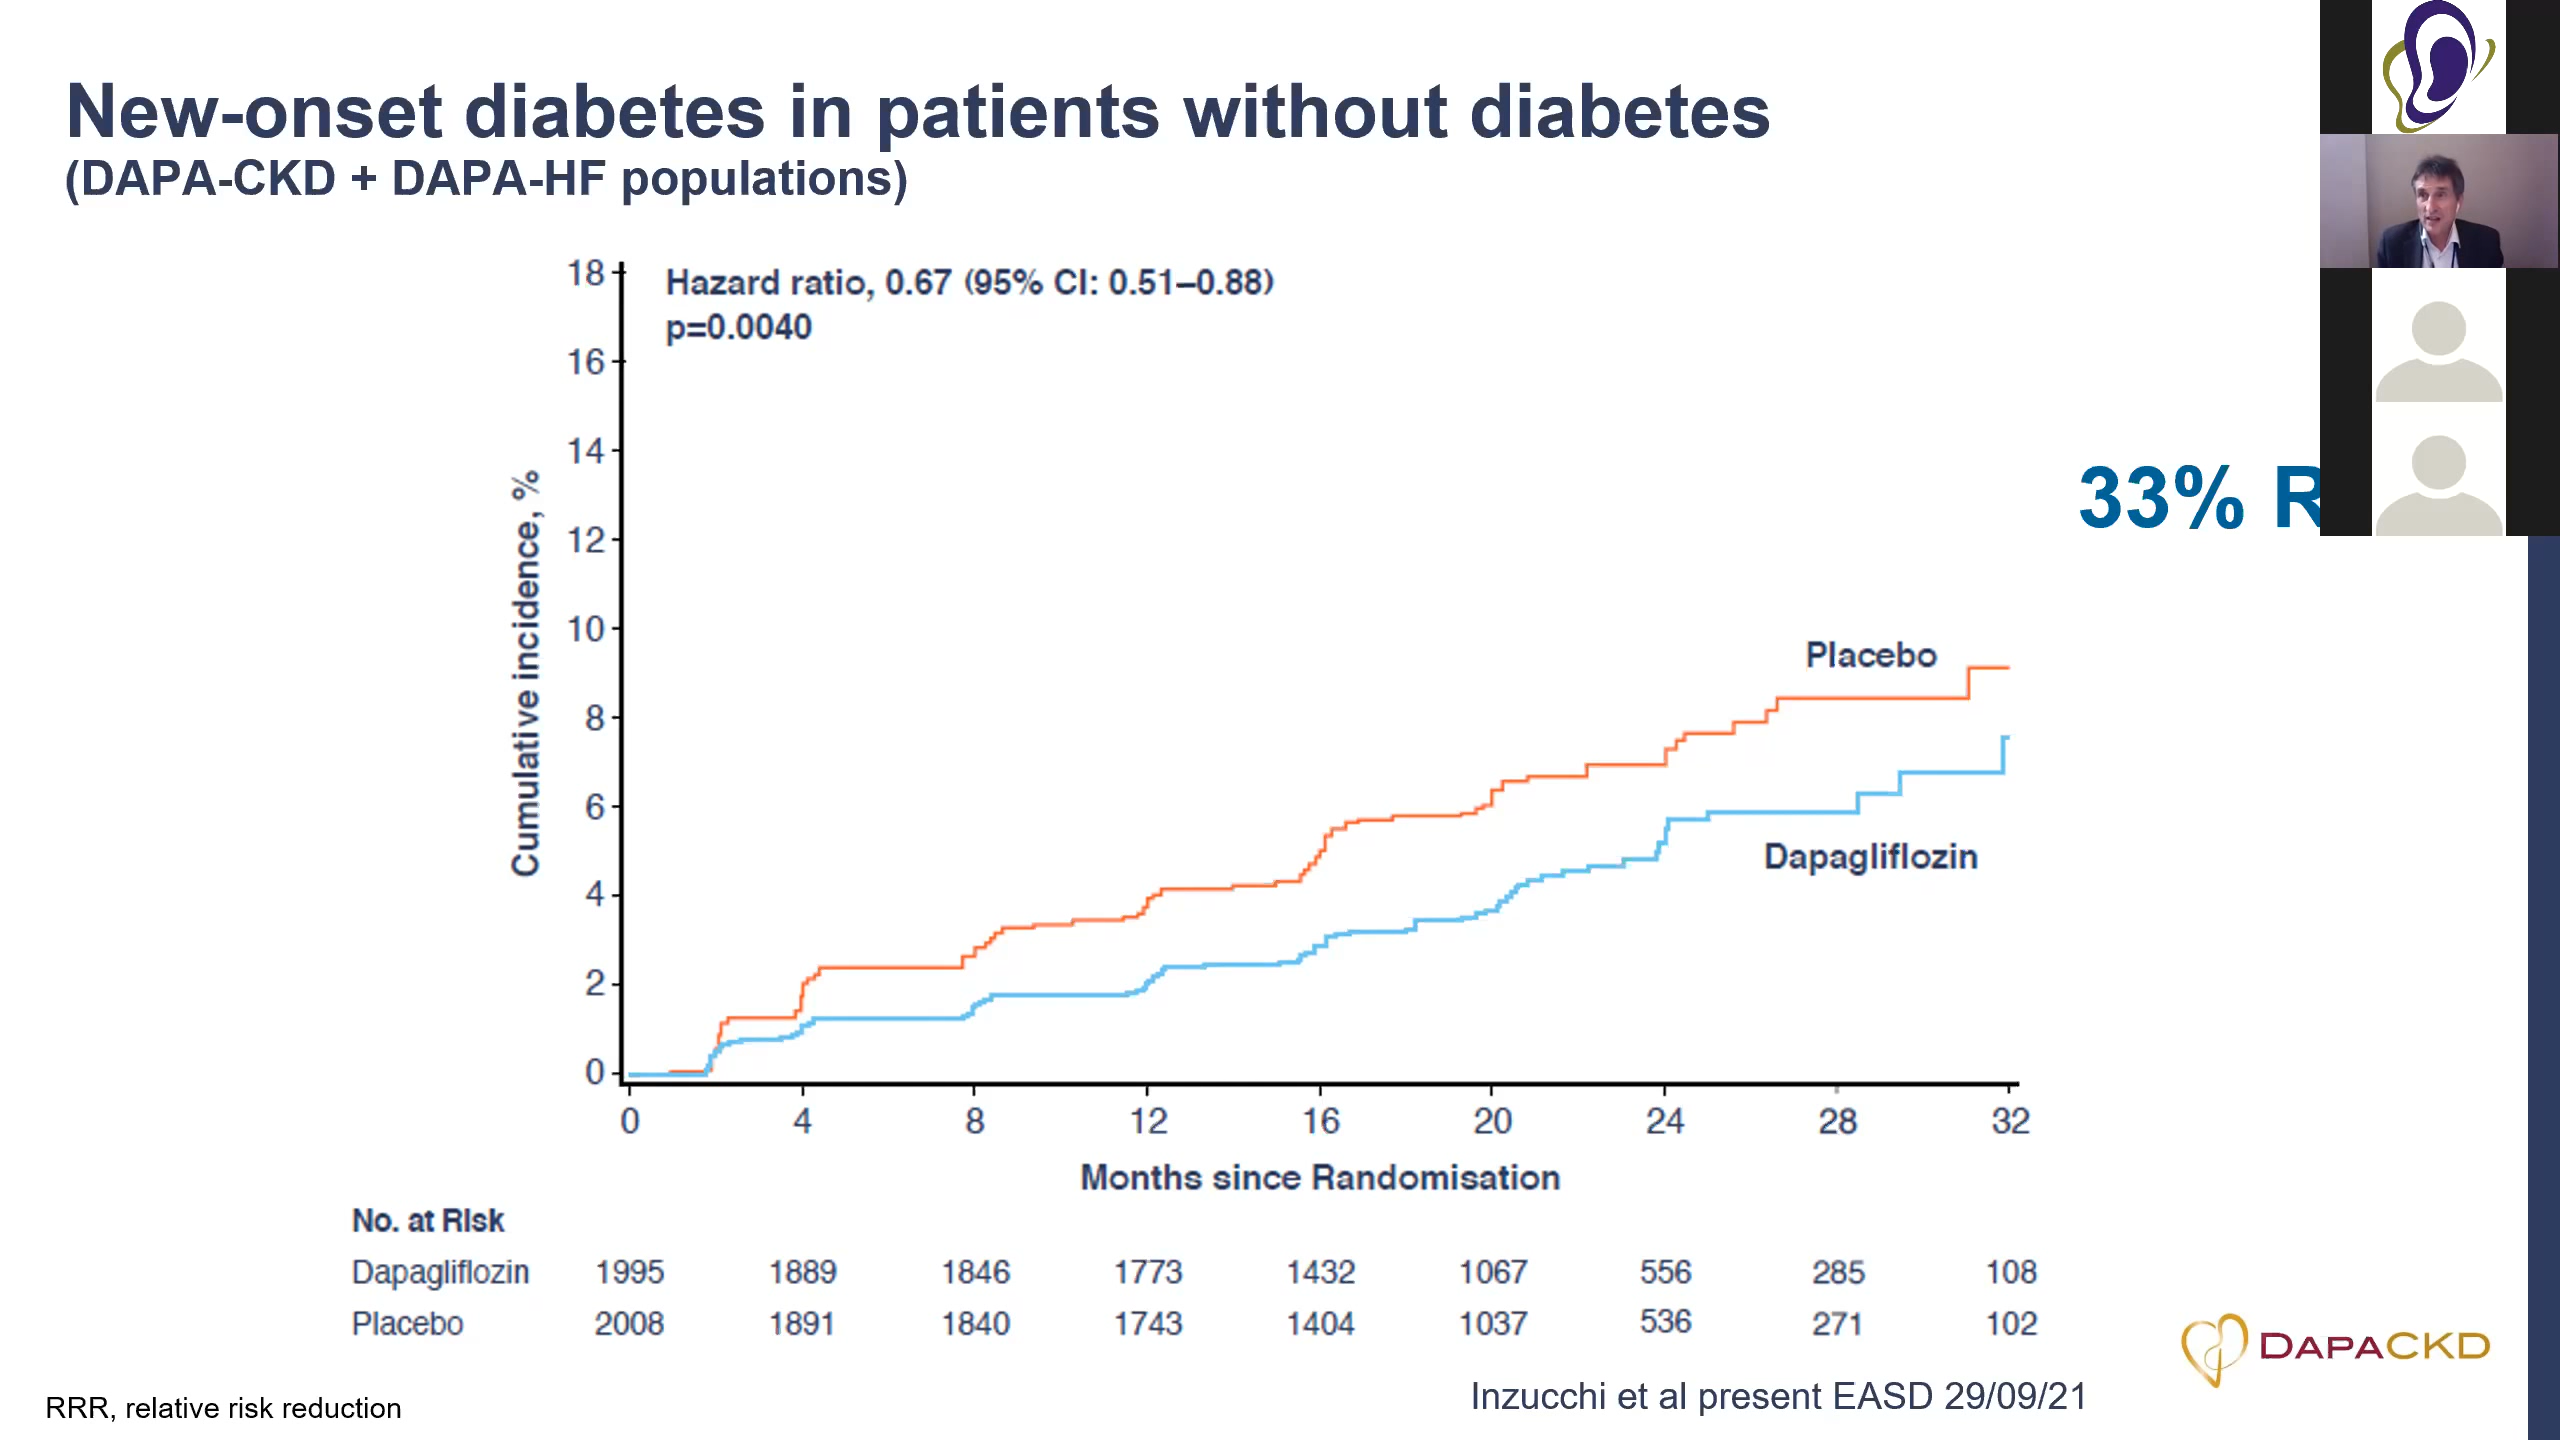 New-onset diabetes in patients without diabetes
(DAPA-CKD + DAPA-HF populations)
Hazard ratio, 0.67 (95% CI: 0.51–0.88)
p=0.0040
33%
Cumulative incidence, %
18
16
14
12
10
8
6
4
2
0
Placebo
Dapagliflozin
0 4 8 12 16 20 24 28 32
Months since Randomisation
No. at Risk
Dapagliflozin 1995 1889 1846 1773 1432 1067 556 285 108
Placebo 2008 1891 1840 1743 1404 1037 536 271 102
DAPACKD
Inzucchi et al present EASD 29/09/21
RRR, relative risk reduction